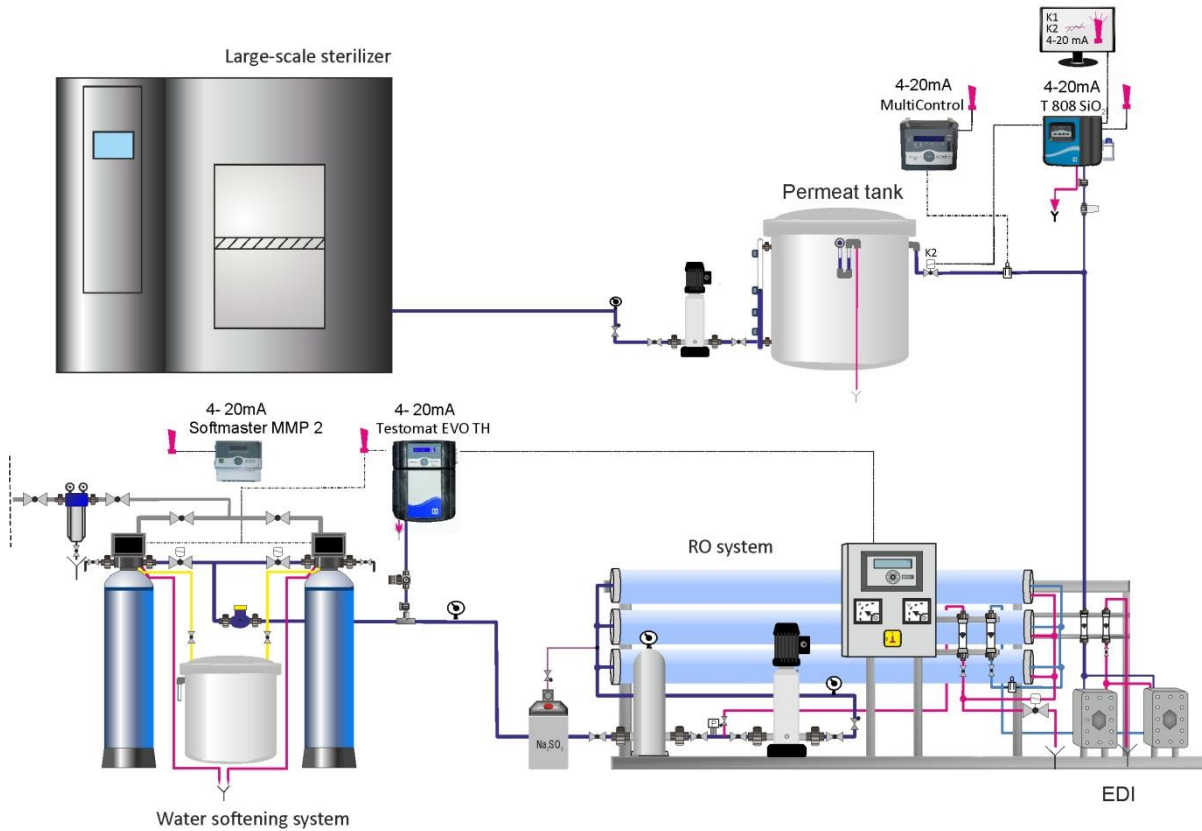 K1
K2
4-20 mA
Large-scale sterilizer
4-20mA
MultiControl
4-20mA
T 808 SiO2
Permeat tank
K2
4- 20mA
Softmaster MMP 2
4- 20mA
Testomat EVO TH
RO system
P
Na2SO3
EDI
Water softening system